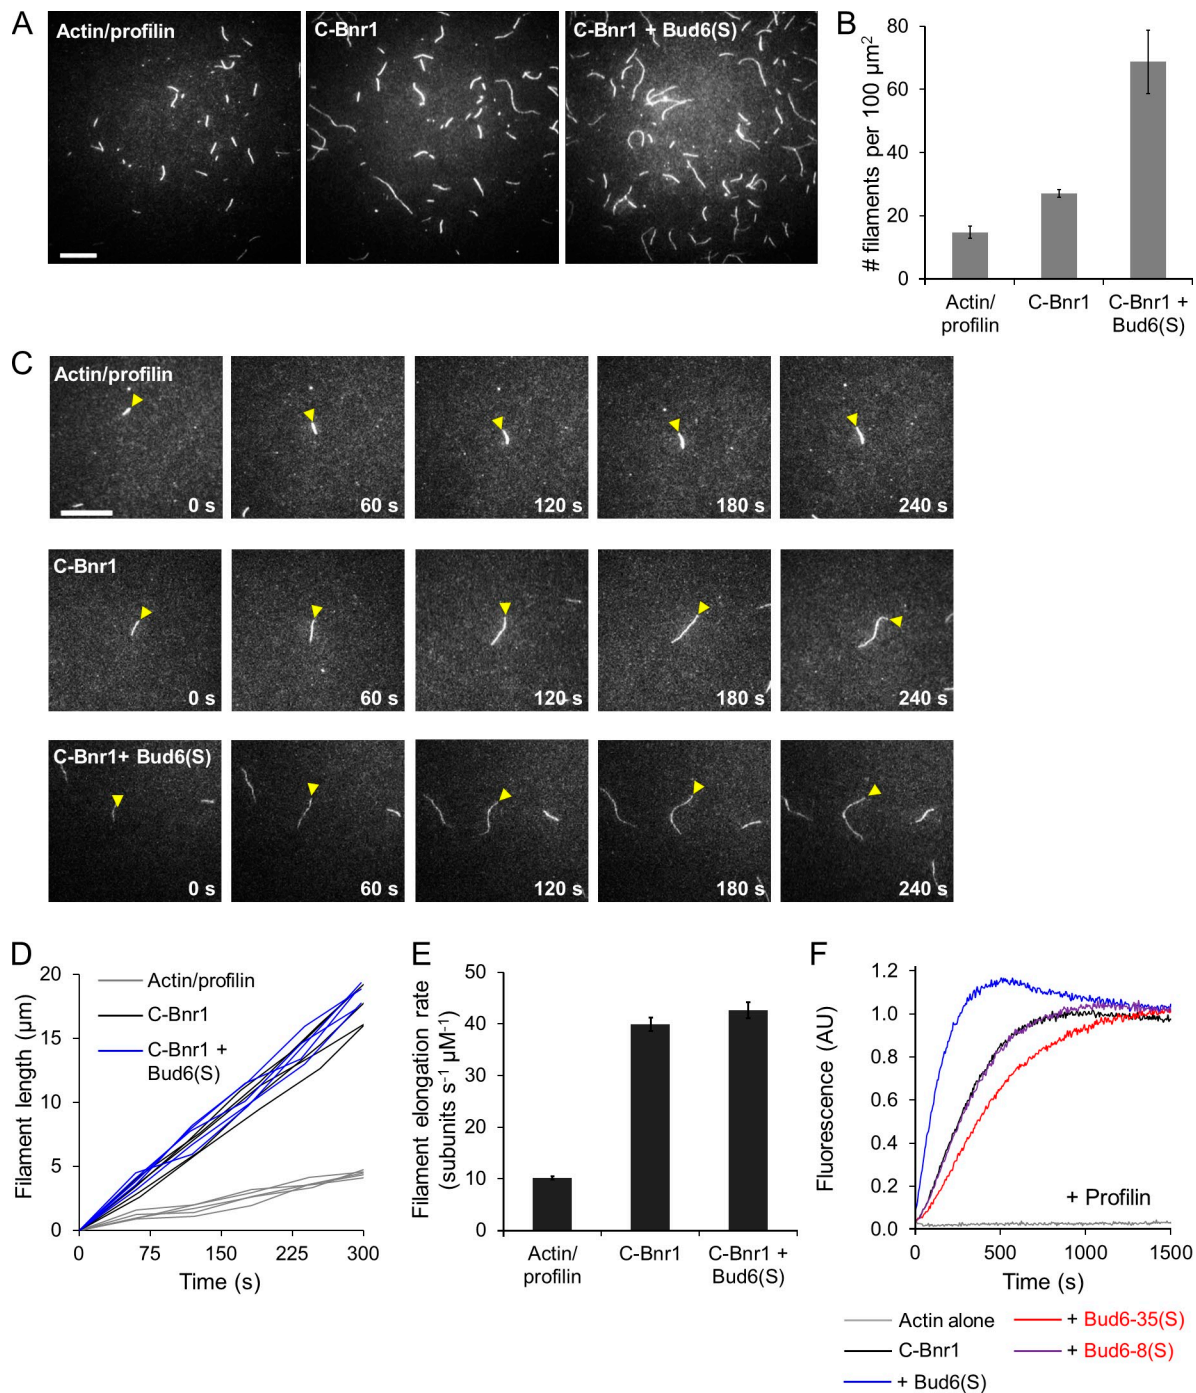 A
Actin/profilin
C-Bnr1
C-Bnr1 + Bud6(S)
B
# filaments per 100 µm²
80
60
40
20
0
Actin/
profilin
C-Bnr1
C-Bnr1 +
Bud6(S)
C
Actin/profilin
0 s
60 s
120 s
180 s
240 s
C-Bnr1
0 s
60 s
120 s
180 s
240 s
C-Bnr1+ Bud6(S)
0 s
60 s
120 s
180 s
240 s
D
Filament length (µm)
20
15
10
5
0
0
75
150
225
300
Time (s)
Actin/profilin
C-Bnr1
C-Bnr1 +
Bud6(S)
E
Filament elongation rate
(subunits s⁻¹ µM⁻¹)
50
40
30
20
10
0
Actin/
profilin
C-Bnr1
C-Bnr1 +
Bud6(S)
F
Fluorescence (AU)
1.2
1.0
0.8
0.6
0.4
0.2
0.0
+ Profilin
0
500
1000
1500
Time (s)
Actin alone
C-Bnr1
+ Bud6(S)
+ Bud6-35(S)
+ Bud6-8(S)